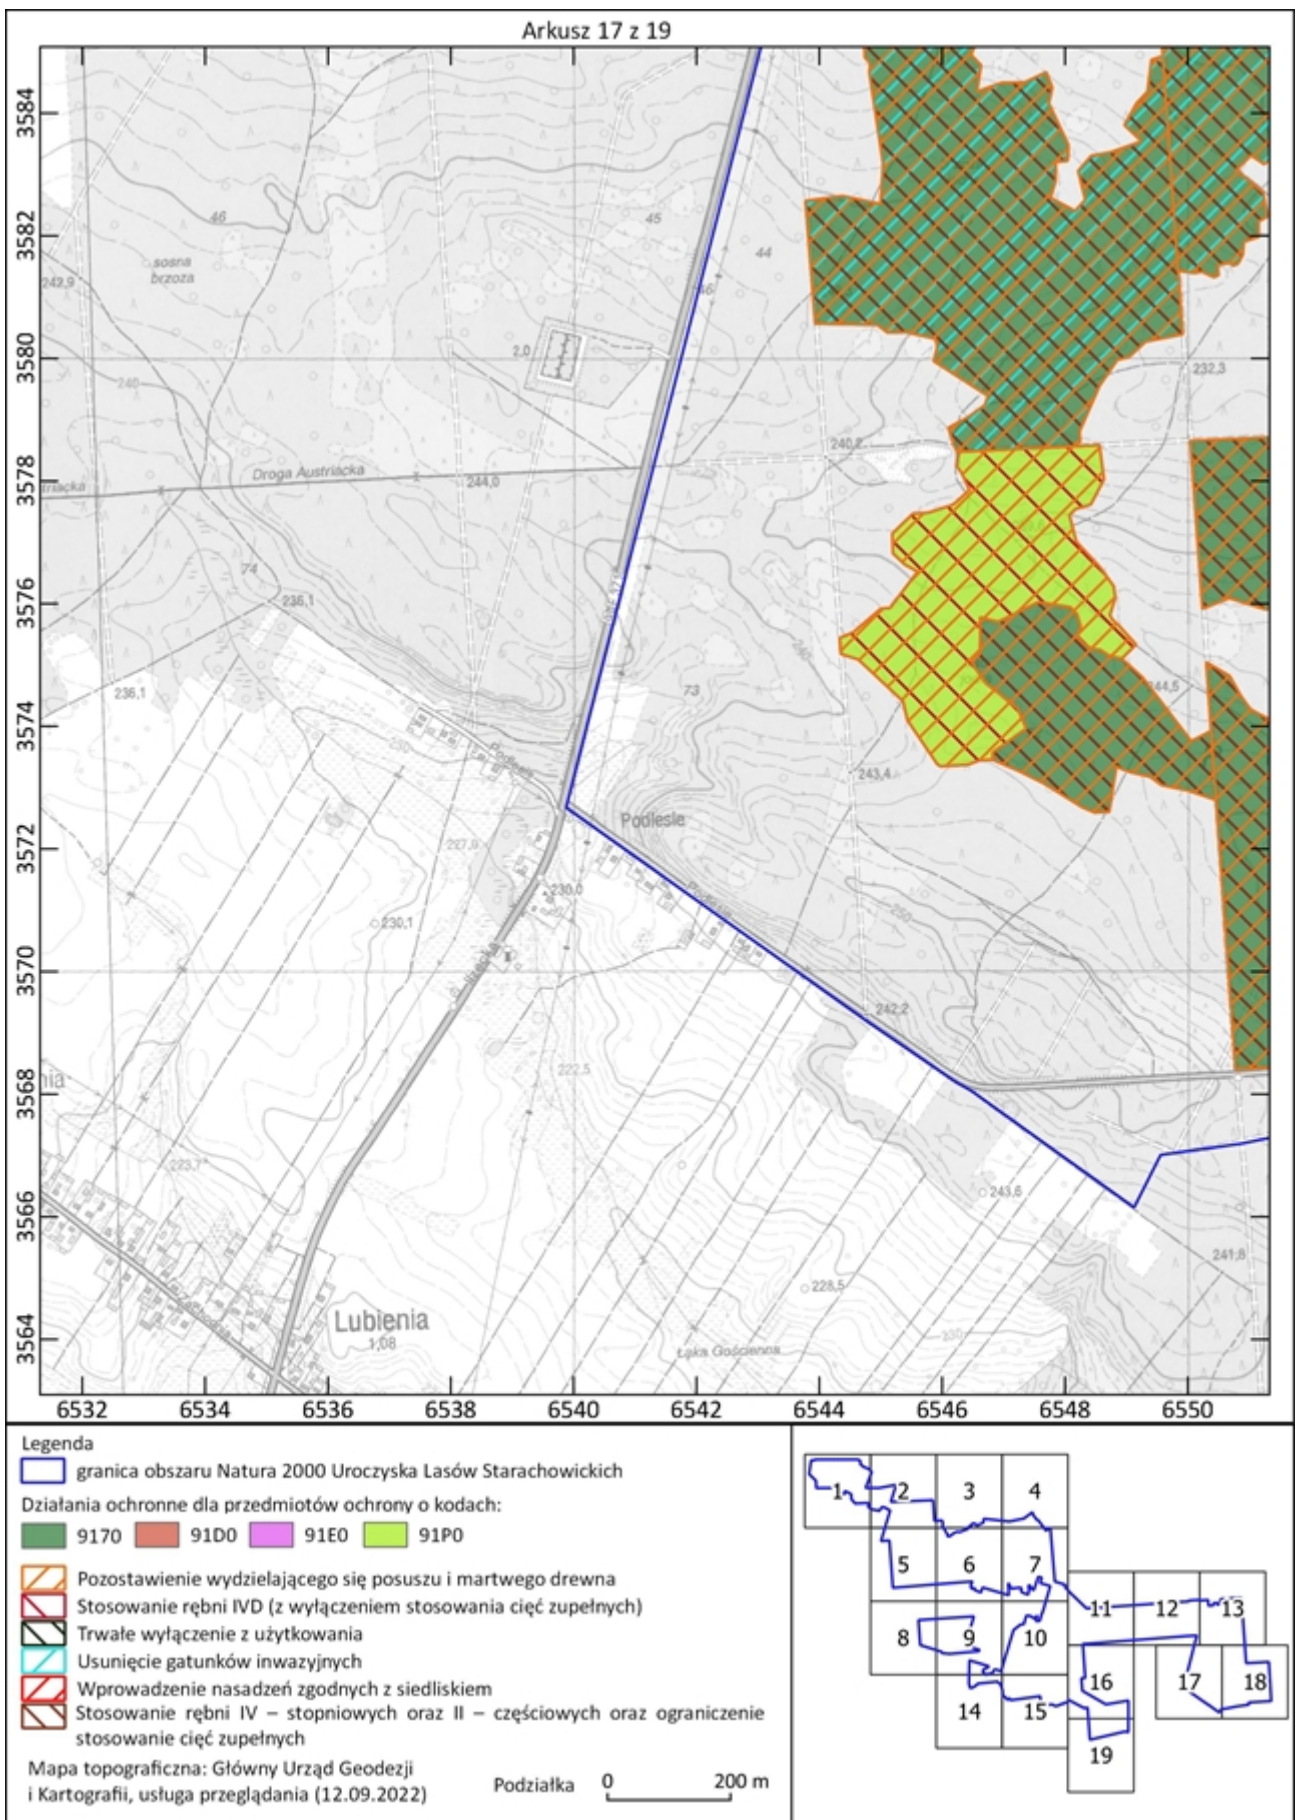 Arkusz 17 z 19
3584
3582
3580
3578
3576
3574
3572
3570
3568
3566
3564
46
45
44
46
sosna
brzoza
2,0
240
232,3
240,2
Droga Austriacka
244,0
74
236,1
240
73
236,1
244,5
243,4
Podlesie
Podlesie
227,0
230,0
230,1
250
242,2
222,5
243,6
241,8
228,5
Lubienia
1,08
230
Łąka Gościenna
6532 6534 6536 6538 6540 6542 6544 6546 6548 6550
Legenda
granica obszaru Natura 2000 Uroczyska Lasów Starachowickich
Działania ochronne dla przedmiotów ochrony o kodach:
9170 91D0 91E0 91P0
Pozostawienie wydzielającego się posuszu i martwego drewna
Stosowanie rębni IVD (z wyłączeniem stosowania cięć zupełnych)
Trwałe wyłączenie z użytkowania
Usunięcie gatunków inwazyjnych
Wprowadzenie nasadzeń zgodnych z siedliskiem
Stosowanie rębni IV – stopniowych oraz II – częściowych oraz ograniczenie
stosowanie cięć zupełnych
Mapa topograficzna: Główny Urząd Geodezji
i Kartografii, usługa przeglądania (12.09.2022)
Podziałka 0 200 m
1 2 3 4
5 6 7
11 12 13
8 9 10
16 17 18
14 15
19